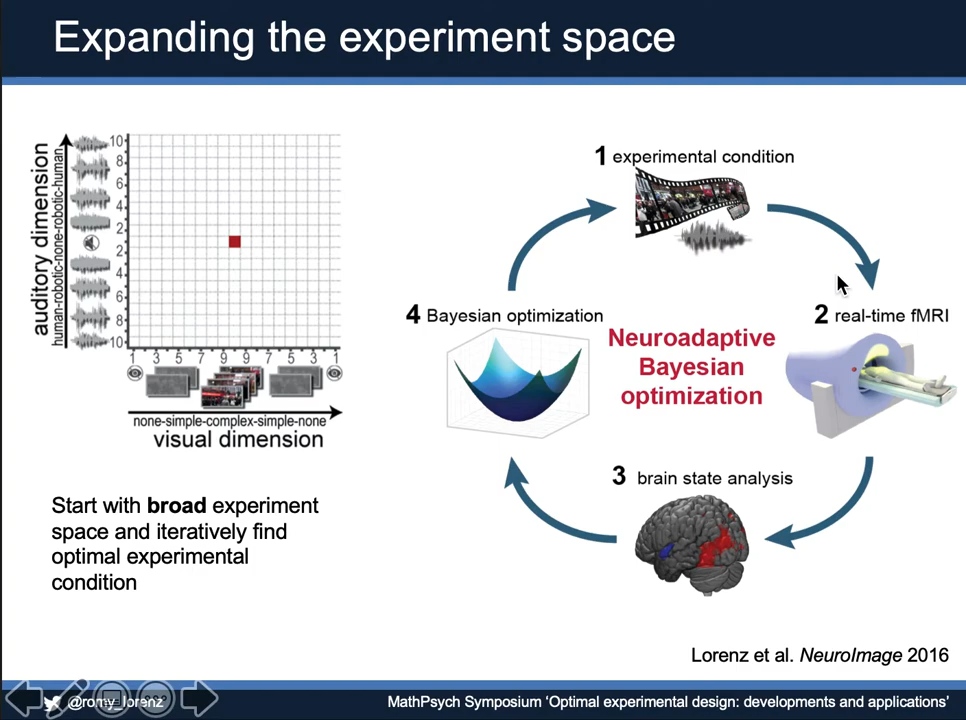 Expanding the experiment space
auditory dimension
human-robotic-none-robotic-human
10
8
6
4
2
2
4
6
8
10
1 3 5 7 9 9 7 5 3 1
none-simple-complex-simple-none
visual dimension
Start with broad experiment
space and iteratively find
optimal experimental
condition
1 experimental condition
2 real-time fMRI
3 brain state analysis
4 Bayesian optimization
Neuroadaptive
Bayesian
optimization
Lorenz et al. NeuroImage 2016
@romy_lorenz
MathPsych Symposium ‘Optimal experimental design: developments and applications’